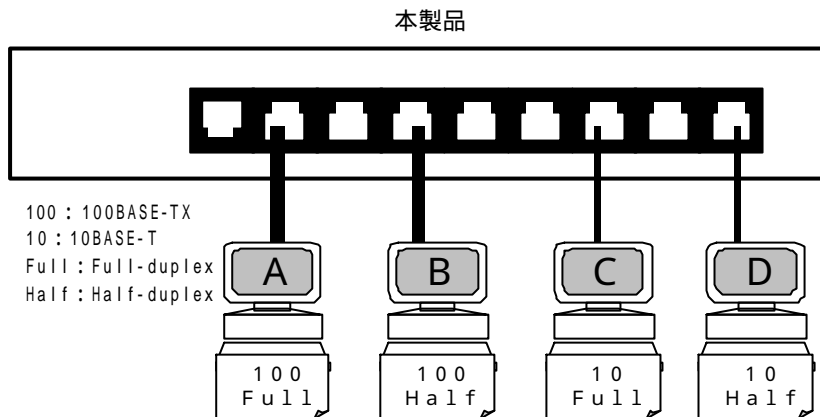 本製品
100：100BASE-TX
10：10BASE-T
Full：Full-duplex
Half：Half-duplex
A
B
C
D
100
Full
100
Half
10
Full
10
Half